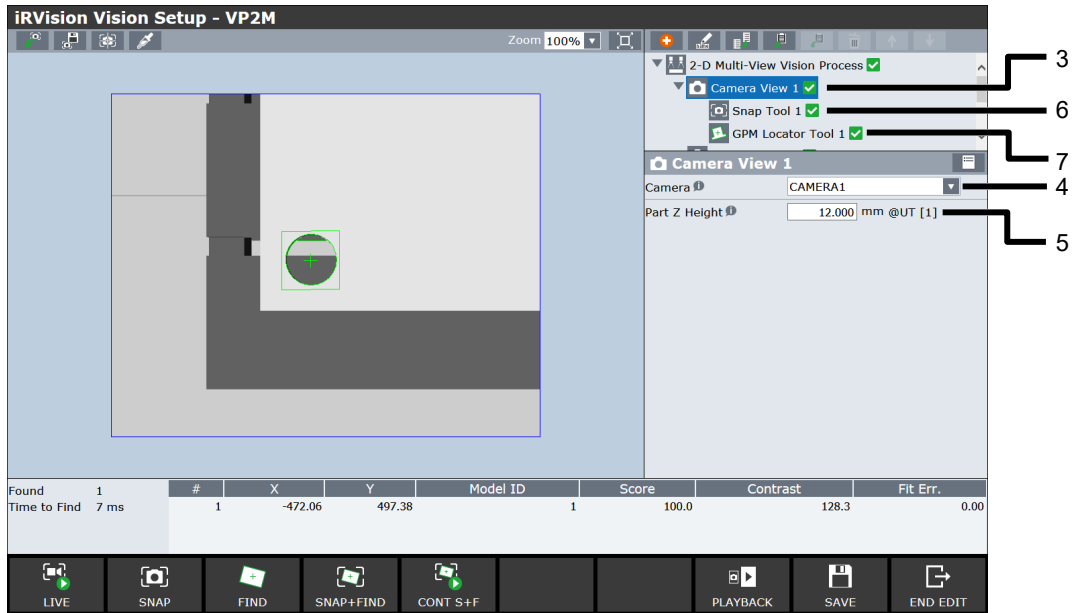 iRVision Vision Setup - VP2M
Zoom 100%
2-D Multi-View Vision Process
Camera View 1
Snap Tool 1
GPM Locator Tool 1
3
6
7
4
5
Camera View 1
Camera CAMERA1
Part Z Height 12.000 mm @UT [1]
Found 1
Time to Find 7 ms
# X Y Model ID Score Contrast Fit Err.
1 -472.06 497.38 1 100.0 128.3 0.00
LIVE SNAP FIND SNAP+FIND CONT S+F PLAYBACK SAVE END EDIT